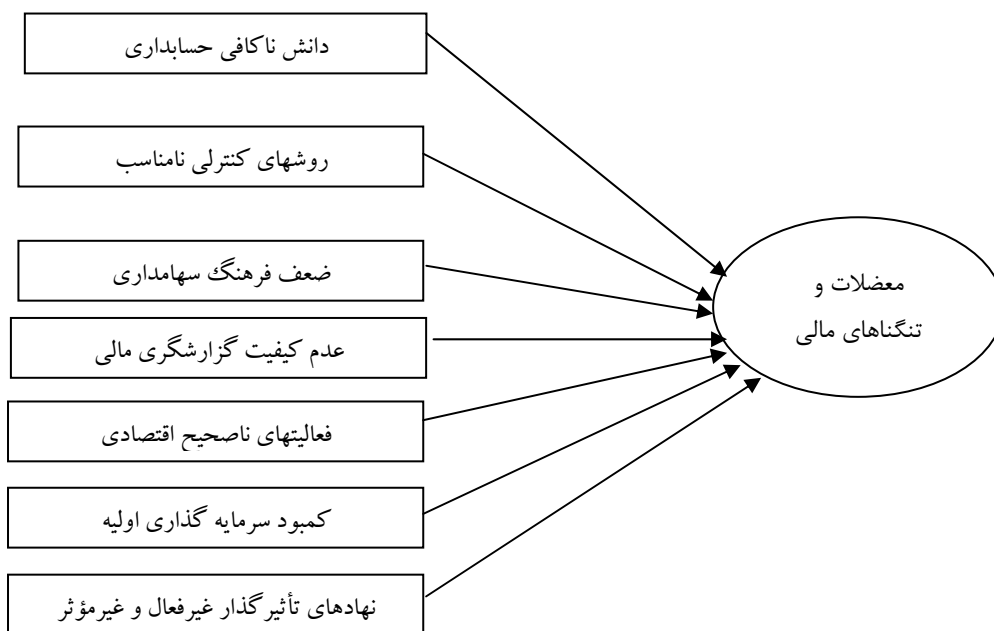 دانش ناکافی حسابداری
روشهای کنترلی نامناسب
ضعف فرهنگ سهامداری
عدم کیفیت گزارشگری مالی
فعالیتهای ناصحیح اقتصادی
کمبود سرمایه گذاری اولیه
نهادهای تأثیرگذار غیرفعال و غیرمؤثر
معضلات و
تنگناهای مالی